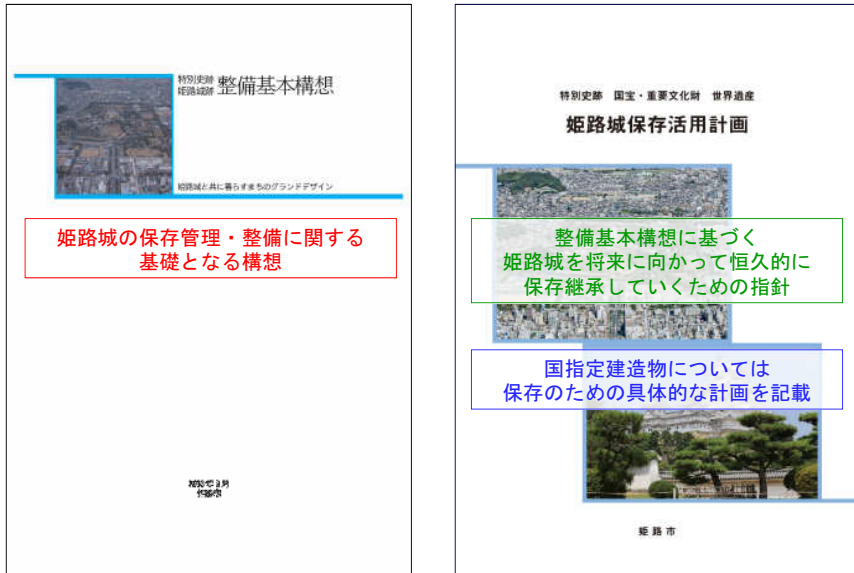 特別史跡
姫路城跡 整備基本構想
姫路城と共に暮らすまちのグランドデザイン
姫路城の保存管理・整備に関する
基礎となる構想
特別史跡 国宝・重要文化財 世界遺産
姫路城保存活用計画
整備基本構想に基づく
姫路城を将来に向かって恒久的に
保存継承していくための指針
国指定建造物については
保存のための具体的な計画を記載
姫路市